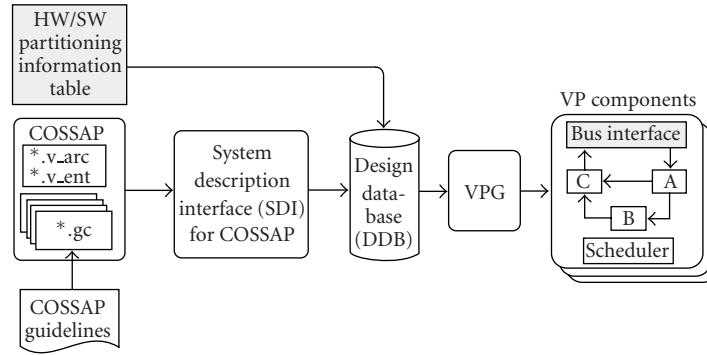 HW/SW
partitioning
information
table
COSSAP
*.v_arc
*.v_ent
*.gc
COSSAP
guidelines
System
description
interface (SDI)
for COSSAP
Design
data-
base
(DDB)
VPG
VP components
Bus interface
C
A
B
Scheduler